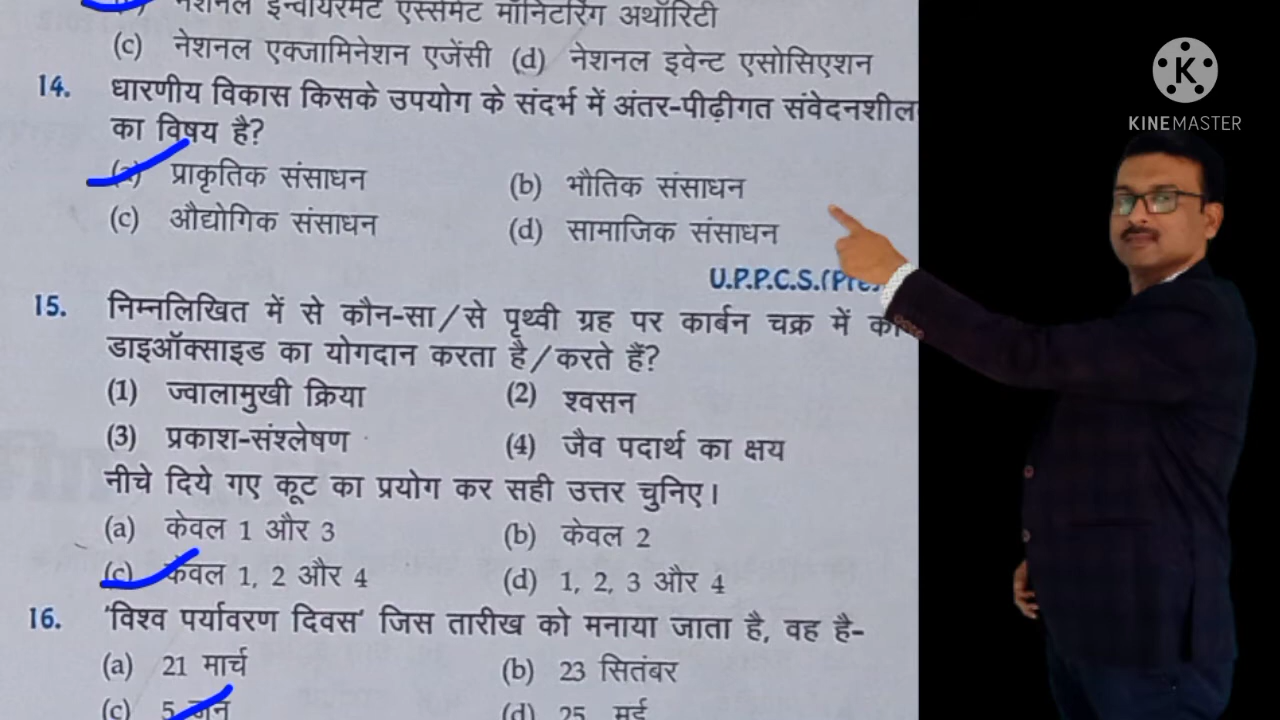 नेशनल इन्वायरमेंट एस्सेमेंट मॉनिटरिंग अथॉरिटी
(c) नेशनल एक्जामिनेशन एजेंसी (d) नेशनल इवेन्ट एसोसिएशन
14. धारणीय विकास किसके उपयोग के संदर्भ में अंतर-पीढ़ीगत संवेदनशील
का विषय है?
(a) प्राकृतिक संसाधन (b) भौतिक संसाधन
(c) औद्योगिक संसाधन (d) सामाजिक संसाधन
U.P.P.C.S.(Pre)
15. निम्नलिखित में से कौन-सा/से पृथ्वी ग्रह पर कार्बन चक्र में
डाइऑक्साइड का योगदान करता है/करते हैं?
(1) ज्वालामुखी क्रिया (2) श्वसन
(3) प्रकाश-संश्लेषण (4) जैव पदार्थ का क्षय
नीचे दिये गए कूट का प्रयोग कर सही उत्तर चुनिए।
(a) केवल 1 और 3 (b) केवल 2
(c) केवल 1, 2 और 4 (d) 1, 2, 3 और 4
16. 'विश्व पर्यावरण दिवस' जिस तारीख को मनाया जाता है, वह है-
(a) 21 मार्च (b) 23 सितंबर
(c) 5 जून (d) 25 मई
K
KINEMASTER